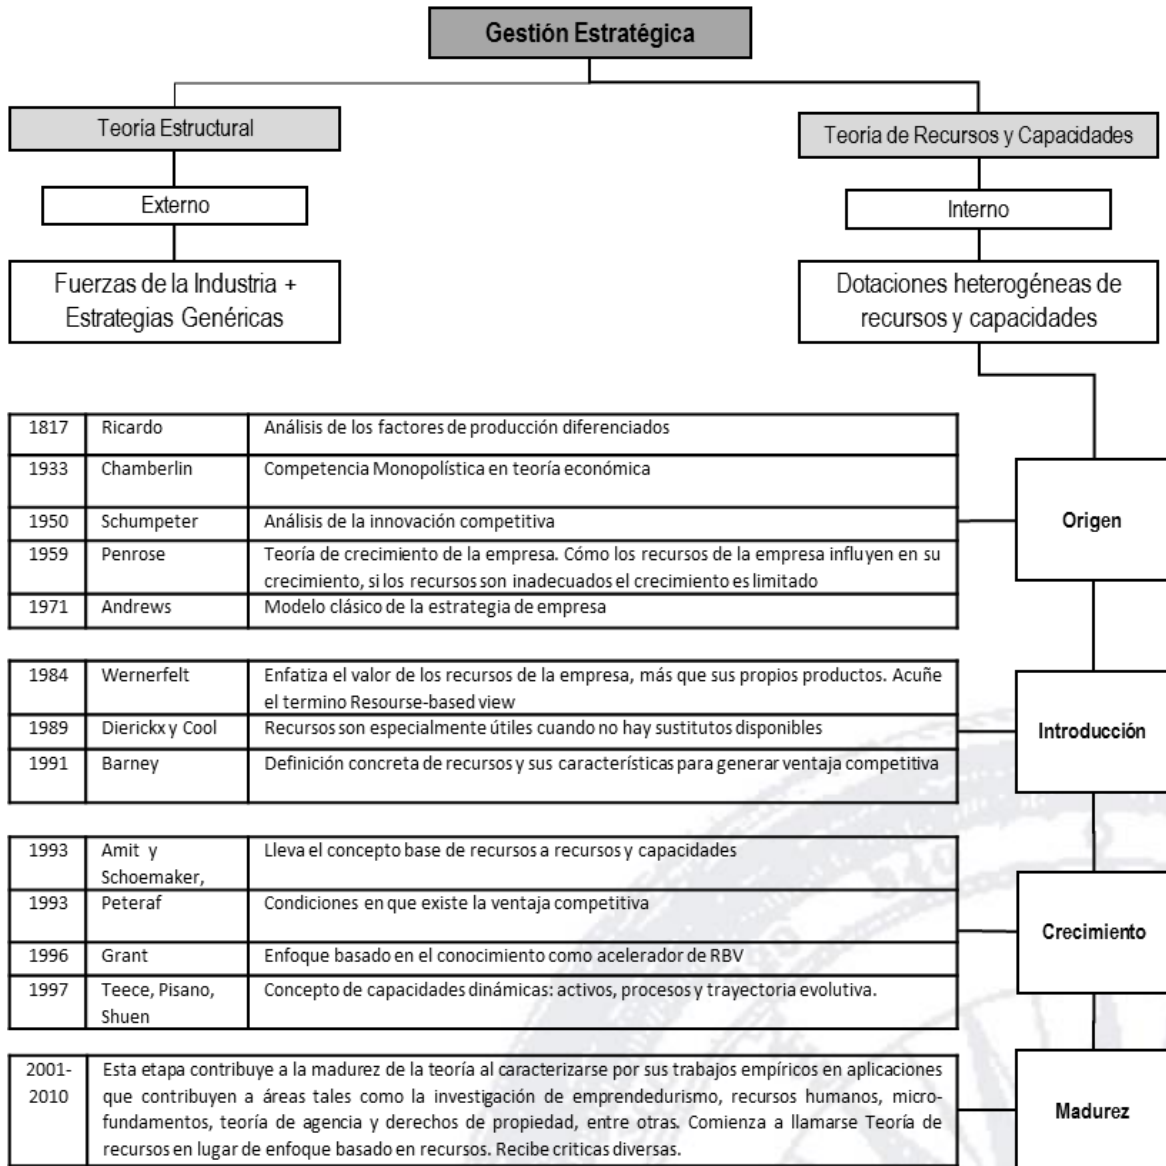 Gestión Estratégica
Teoría Estructural
Teoría de Recursos y Capacidades
Externo
Interno
Fuerzas de la Industria +
Estrategias Genéricas
Dotaciones heterogéneas de
recursos y capacidades
1817 Ricardo Análisis de los factores de producción diferenciados
1933 Chamberlin Competencia Monopolística en teoría económica
1950 Schumpeter Análisis de la innovación competitiva
1959 Penrose Teoría de crecimiento de la empresa. Cómo los recursos de la empresa influyen en su
crecimiento, si los recursos son inadecuados el crecimiento es limitado
1971 Andrews Modelo clásico de la estrategia de empresa
Origen
1984 Wernerfelt Enfatiza el valor de los recursos de la empresa, más que sus propios productos. Acuñe
el termino Resourse-based view
1989 Dierickx y Cool Recursos son especialmente útiles cuando no hay sustitutos disponibles
1991 Barney Definición concreta de recursos y sus características para generar ventaja competitiva
Introducción
1993 Amit y Lleva el concepto base de recursos a recursos y capacidades
Schoemaker,
1993 Peteraf Condiciones en que existe la ventaja competitiva
1996 Grant Enfoque basado en el conocimiento como acelerador de RBV
1997 Teece, Pisano, Concepto de capacidades dinámicas: activos, procesos y trayectoria evolutiva.
Shuen
Crecimiento
2001- Esta etapa contribuye a la madurez de la teoría al caracterizarse por sus trabajos empíricos en aplicaciones
2010 que contribuyen a áreas tales como la investigación de emprendedurismo, recursos humanos, micro-
fundamentos, teoría de agencia y derechos de propiedad, entre otras. Comienza a llamarse Teoría de
recursos en lugar de enfoque basado en recursos. Recibe criticas diversas.
Madurez